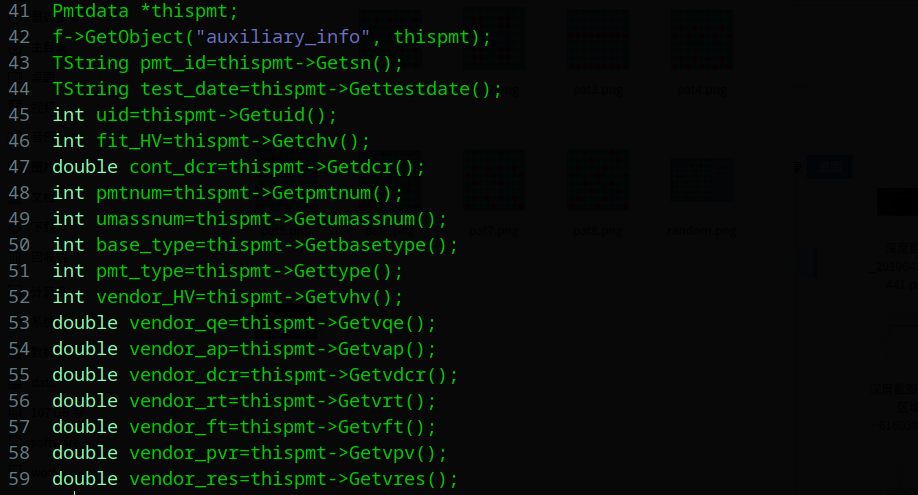 41 Pmtdata *thispmt;
42 f->GetObject("auxiliary_info", thispmt);
43 TString pmt_id=thispmt->Getsn();
44 TString test_date=thispmt->Gettestdate();
45 int uid=thispmt->Getuid();
46 int fit_HV=thispmt->Getchv();
47 double cont_dcr=thispmt->Getdcr();
48 int pmtnum=thispmt->Getpmtnum();
49 int umassnum=thispmt->Getumassnum();
50 int base_type=thispmt->Getbasetype();
51 int pmt_type=thispmt->Gettype();
52 int vendor_HV=thispmt->Getvhv();
53 double vendor_qe=thispmt->Getvqe();
54 double vendor_ap=thispmt->Getvap();
55 double vendor_dcr=thispmt->Getvdcr();
56 double vendor_rt=thispmt->Getvrt();
57 double vendor_ft=thispmt->Getvft();
58 double vendor_pvr=thispmt->Getvpv();
59 double vendor_res=thispmt->Getvres();